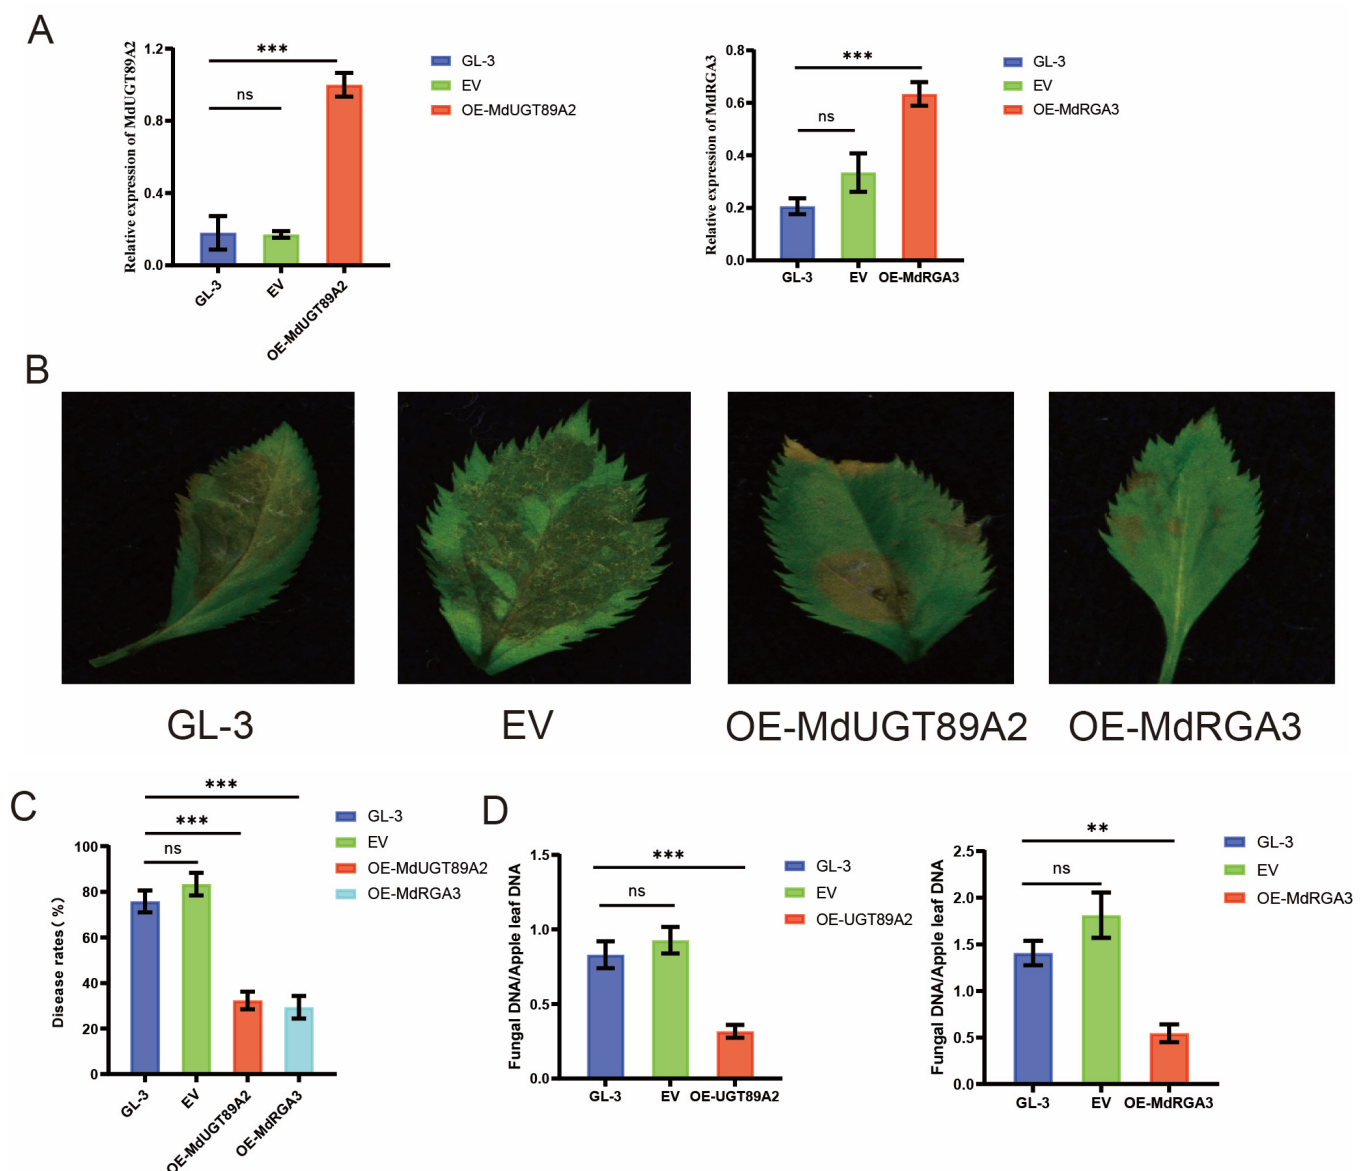 A
Relative expression of MdUGT89A2
1.2
0.8
0.4
0.0
***
ns
GL-3
EV
OE-MdUGT89A2
GL-3
EV
OE-MdUGT89A2
Relative expression of MdRGA3
0.8
0.6
0.4
0.2
0.0
***
ns
GL-3
EV
OE-MdRGA3
GL-3
EV
OE-MdRGA3
B
GL-3
EV
OE-MdUGT89A2
OE-MdRGA3
C
Disease rates (%)
100
80
60
40
20
0
***
***
ns
GL-3
EV
OE-MdUGT89A2
OE-MdRGA3
GL-3
EV
OE-MdUGT89A2
OE-MdRGA3
D
Fungal DNA/Apple leaf DNA
1.5
1.0
0.5
0.0
***
ns
GL-3
EV
OE-UGT89A2
GL-3
EV
OE-UGT89A2
Fungal DNA/Apple leaf DNA
2.5
2.0
1.5
1.0
0.5
0.0
**
ns
GL-3
EV
OE-MdRGA3
GL-3
EV
OE-MdRGA3